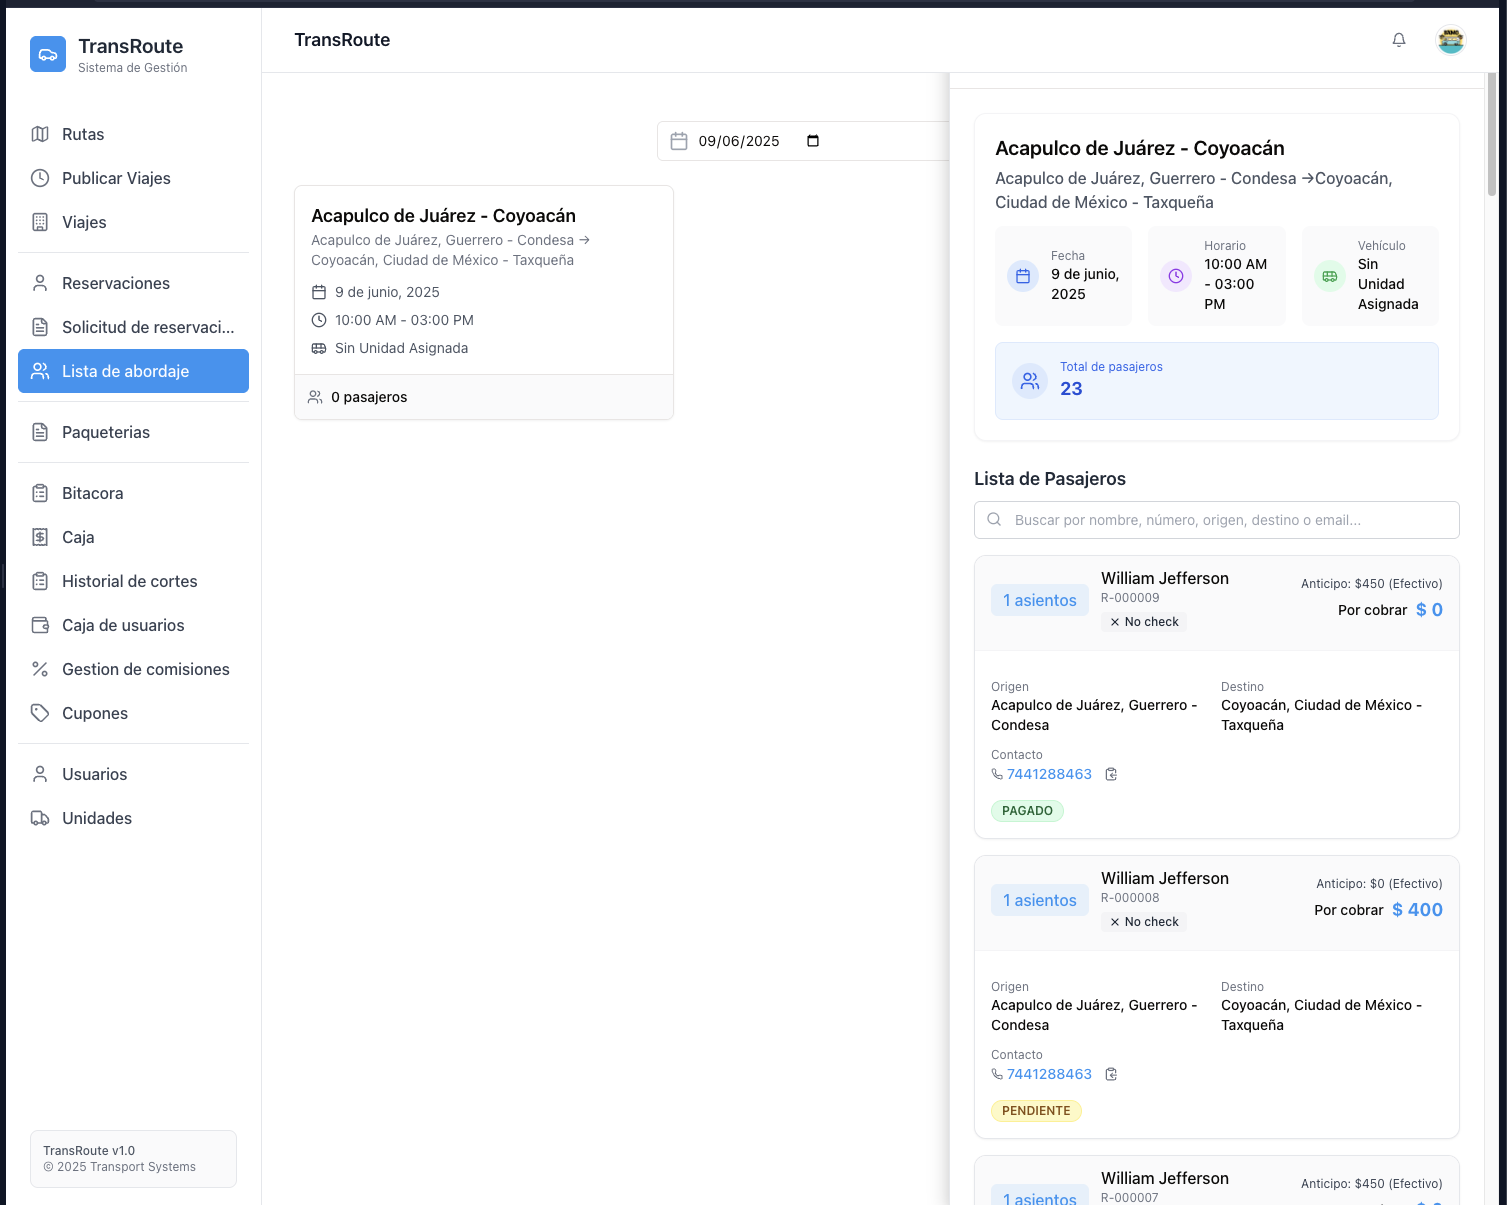 TransRoute
Sistema de Gestión
Rutas
Publicar Viajes
Viajes
Reservaciones
Solicitud de reservaci...
Lista de abordaje
Paqueterias
Bitacora
Caja
Historial de cortes
Caja de usuarios
Gestion de comisiones
Cupones
Usuarios
Unidades
TransRoute v1.0
© 2025 Transport Systems
TransRoute
09/06/2025
Acapulco de Juárez - Coyoacán
Acapulco de Juárez, Guerrero - Condesa →
Coyoacán, Ciudad de México - Taxqueña
9 de junio, 2025
10:00 AM - 03:00 PM
Sin Unidad Asignada
0 pasajeros
Acapulco de Juárez - Coyoacán
Acapulco de Juárez, Guerrero - Condesa →Coyoacán,
Ciudad de México - Taxqueña
Fecha
9 de junio,
2025
Horario
10:00 AM
- 03:00
PM
Vehículo
Sin
Unidad
Asignada
Total de pasajeros
23
Lista de Pasajeros
Buscar por nombre, número, origen, destino o email...
1 asientos
William Jefferson
R-000009
No check
Anticipo: $450 (Efectivo)
Por cobrar $ 0
Origen
Acapulco de Juárez, Guerrero -
Condesa
Destino
Coyoacán, Ciudad de México -
Taxqueña
Contacto
7441288463
PAGADO
1 asientos
William Jefferson
R-000008
No check
Anticipo: $0 (Efectivo)
Por cobrar $ 400
Origen
Acapulco de Juárez, Guerrero -
Condesa
Destino
Coyoacán, Ciudad de México -
Taxqueña
Contacto
7441288463
PENDIENTE
1 asientos
William Jefferson
R-000007
Anticipo: $450 (Efectivo)